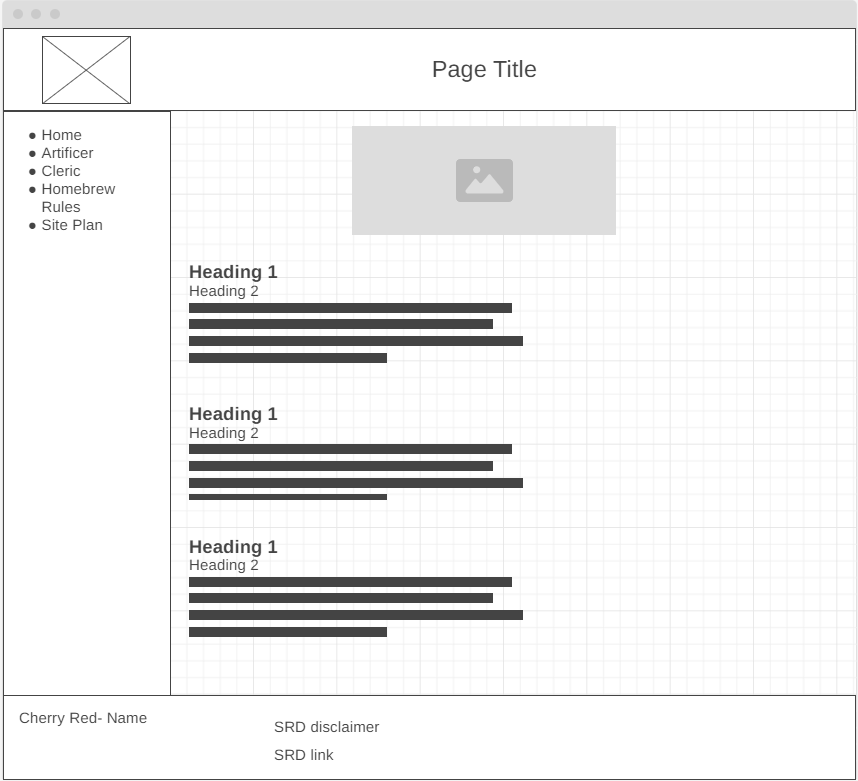 Page Title
● Home
● Artificer
● Cleric
● Homebrew
Rules
● Site Plan
Heading 1
Heading 2
Heading 1
Heading 2
Heading 1
Heading 2
Cherry Red- Name
SRD disclaimer
SRD link